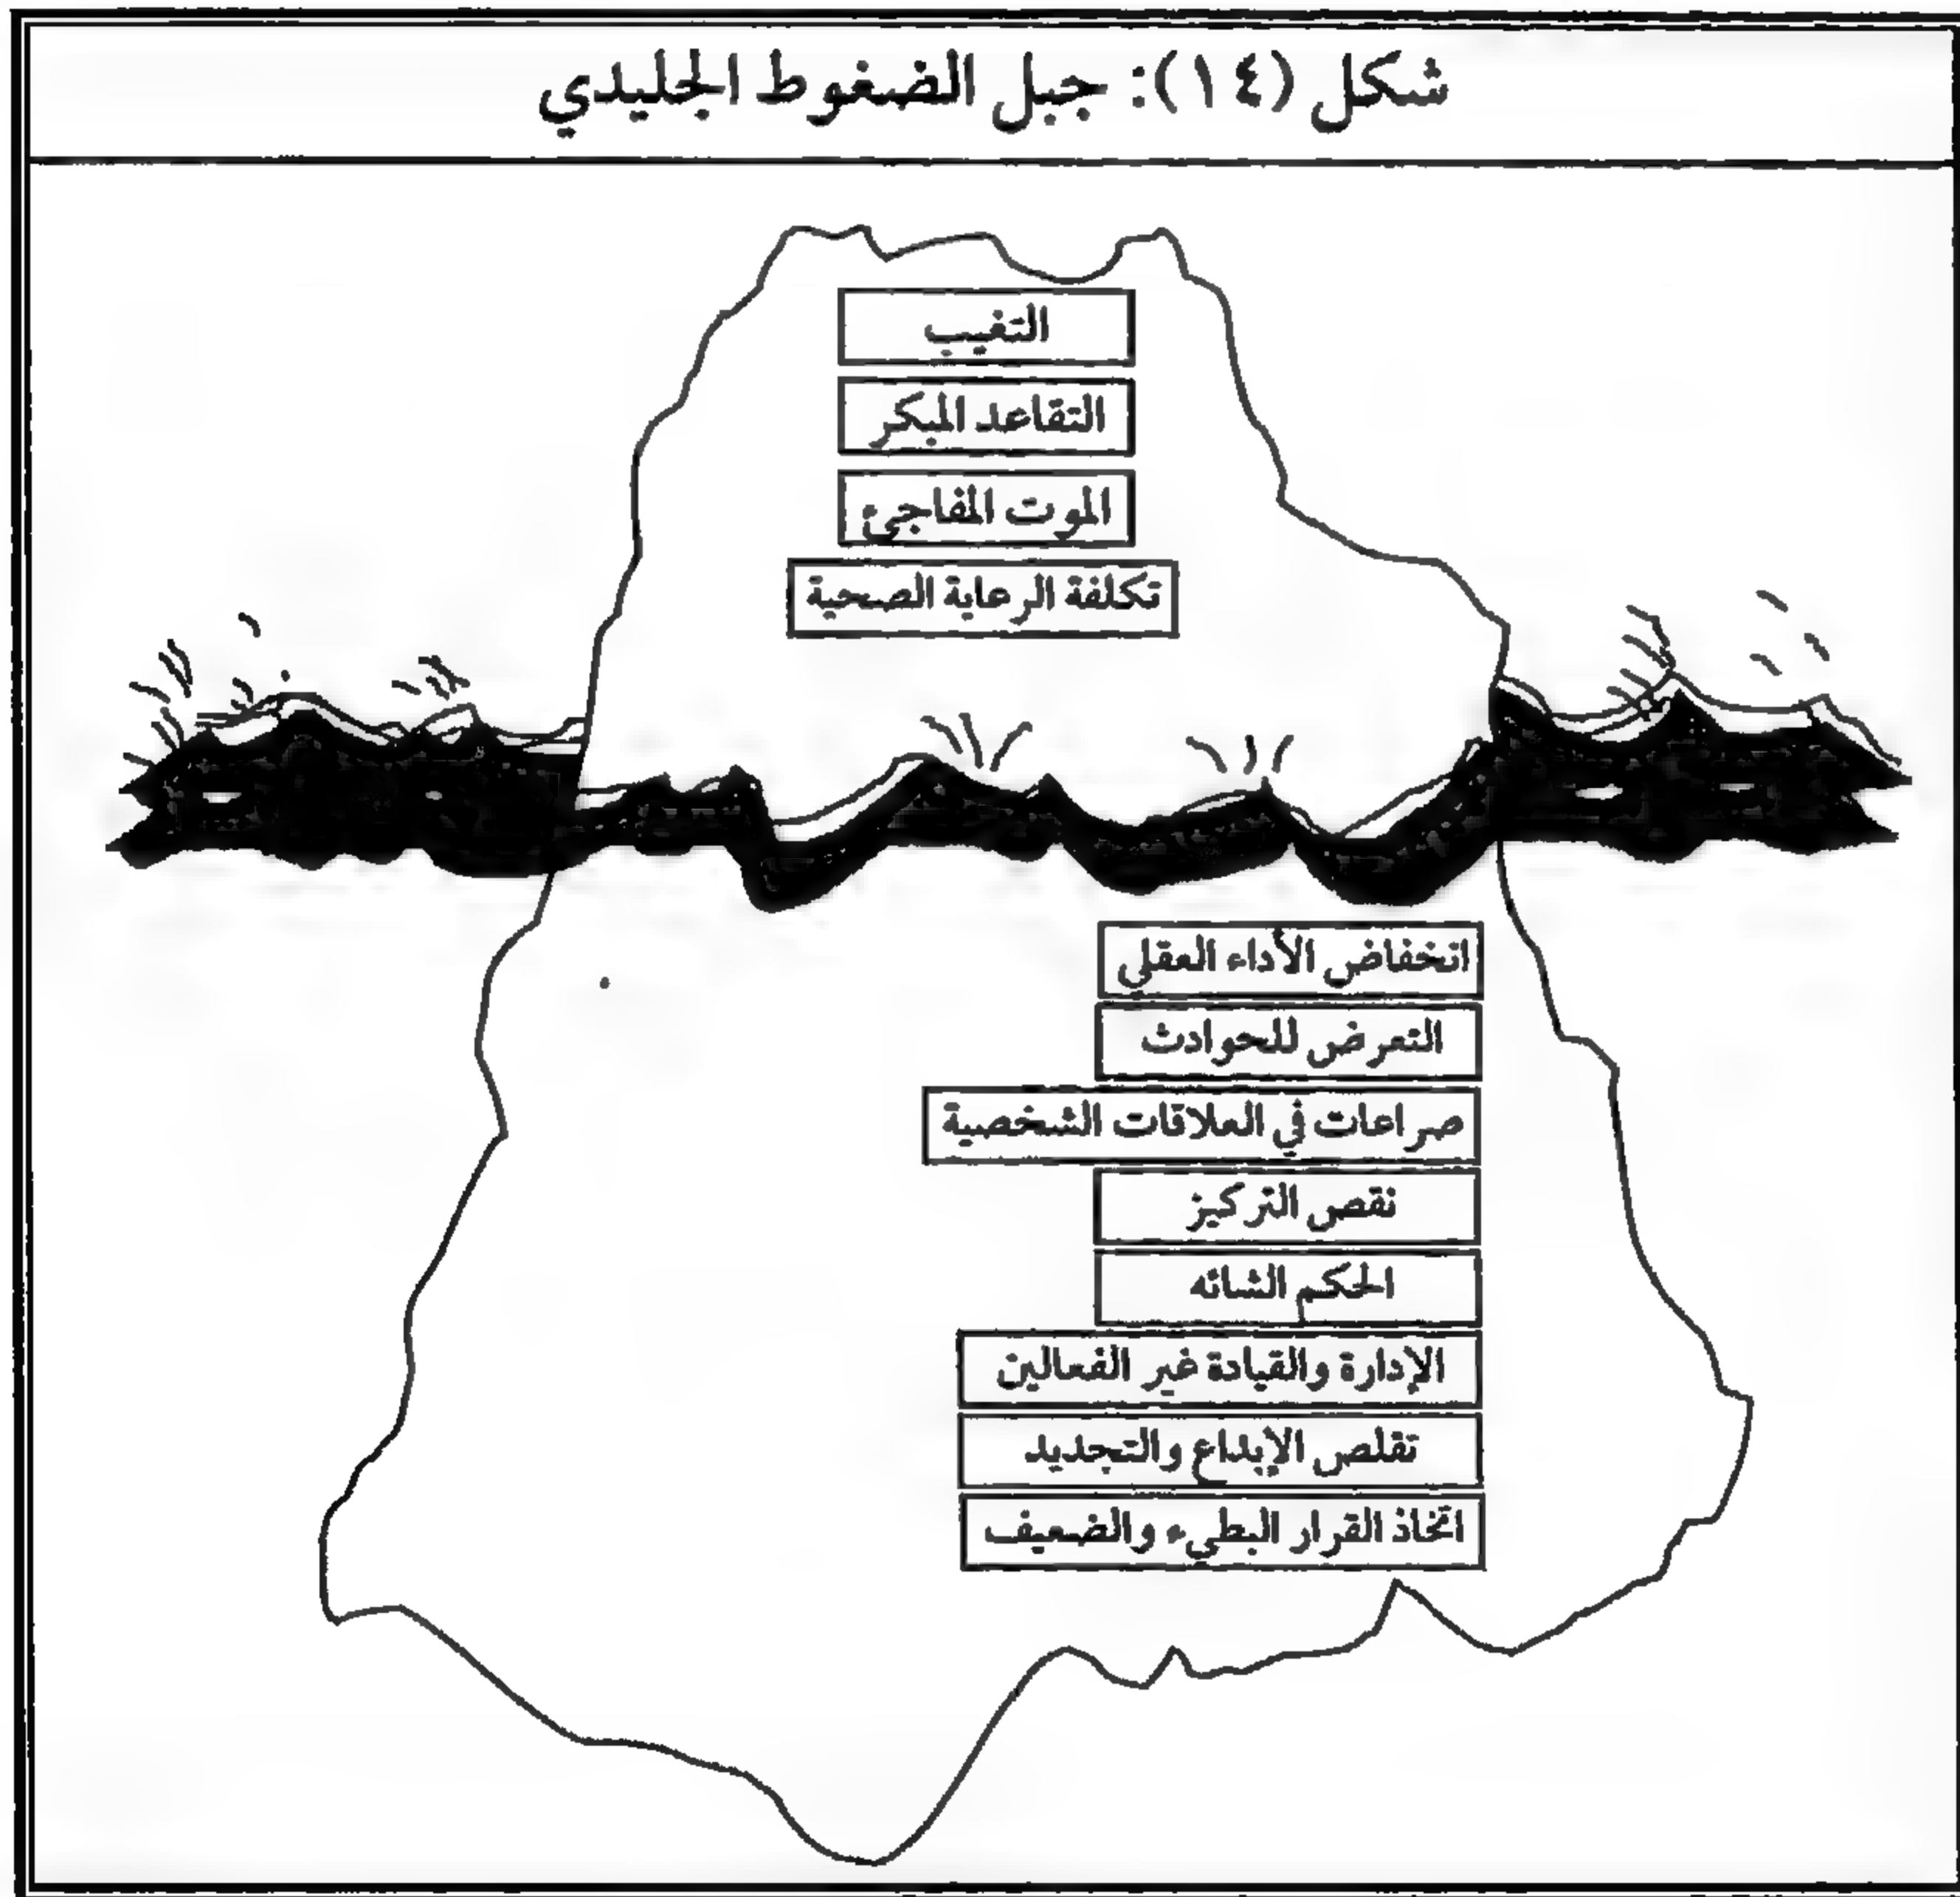 شكل (١٤): جبل الضغوط الجليدي
التغيب
التقاعد المبكر
الموت المفاجئ
تكلفة الرعاية الصحية
انخفاض الأداء العقلي
التعرض للحوادث
صراعات في العلاقات الشخصية
نقص التركيز
الحكم الشائه
الإدارة والقيادة غير الفعالين
تقلص الإبداع والتجديد
اتخاذ القرار البطيء والضعيف